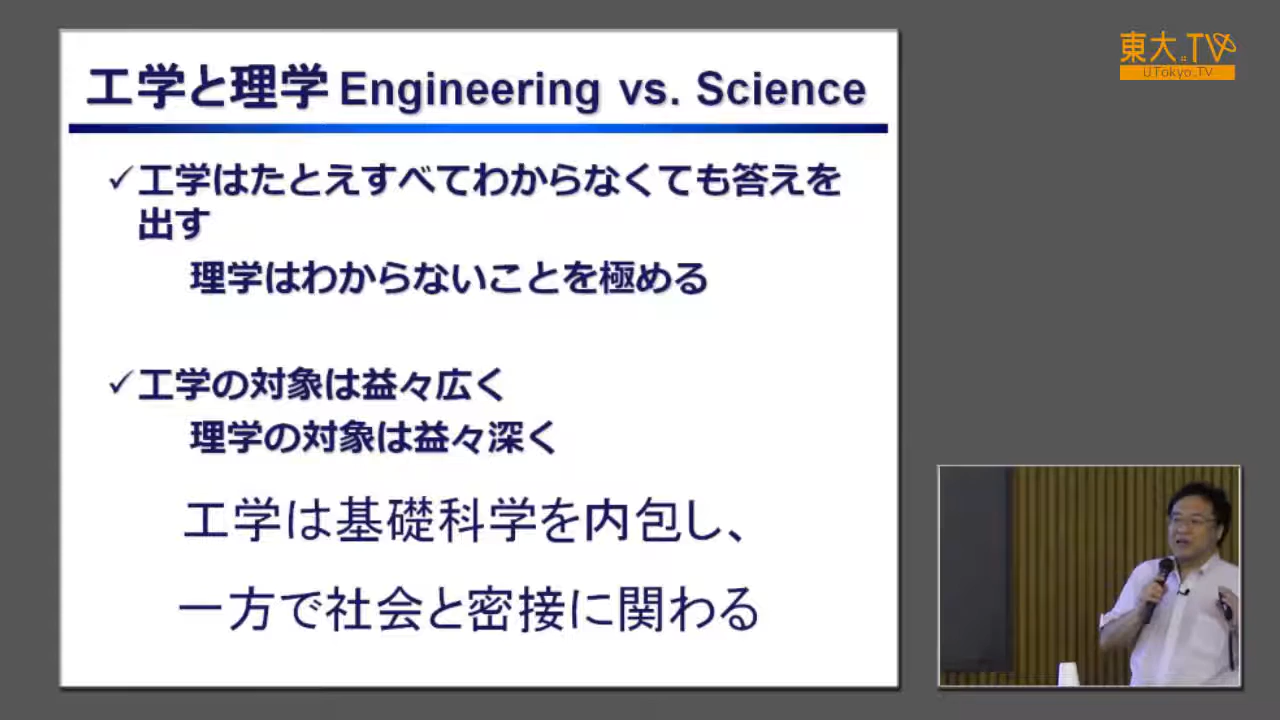 工学と理学 Engineering vs. Science
✓工学はたとえすべてわからなくても答えを
出す
理学はわからないことを極める
✓工学の対象は益々広く
理学の対象は益々深く
工学は基礎科学を内包し、
一方で社会と密接に関わる
東大TV
UTokyo TV